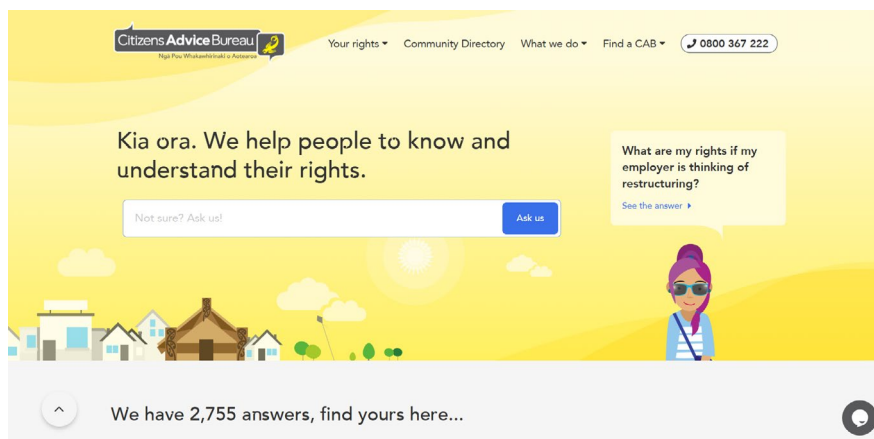 Citizens Advice Bureau
Ngā Pou Whakawhirinaki o Aotearoa
Your rights
Community Directory
What we do
Find a CAB
0800 367 222
Kia ora. We help people to know and
understand their rights.
Not sure? Ask us!
Ask us
What are my rights if my
employer is thinking of
restructuring?
See the answer
We have 2,755 answers, find yours here...